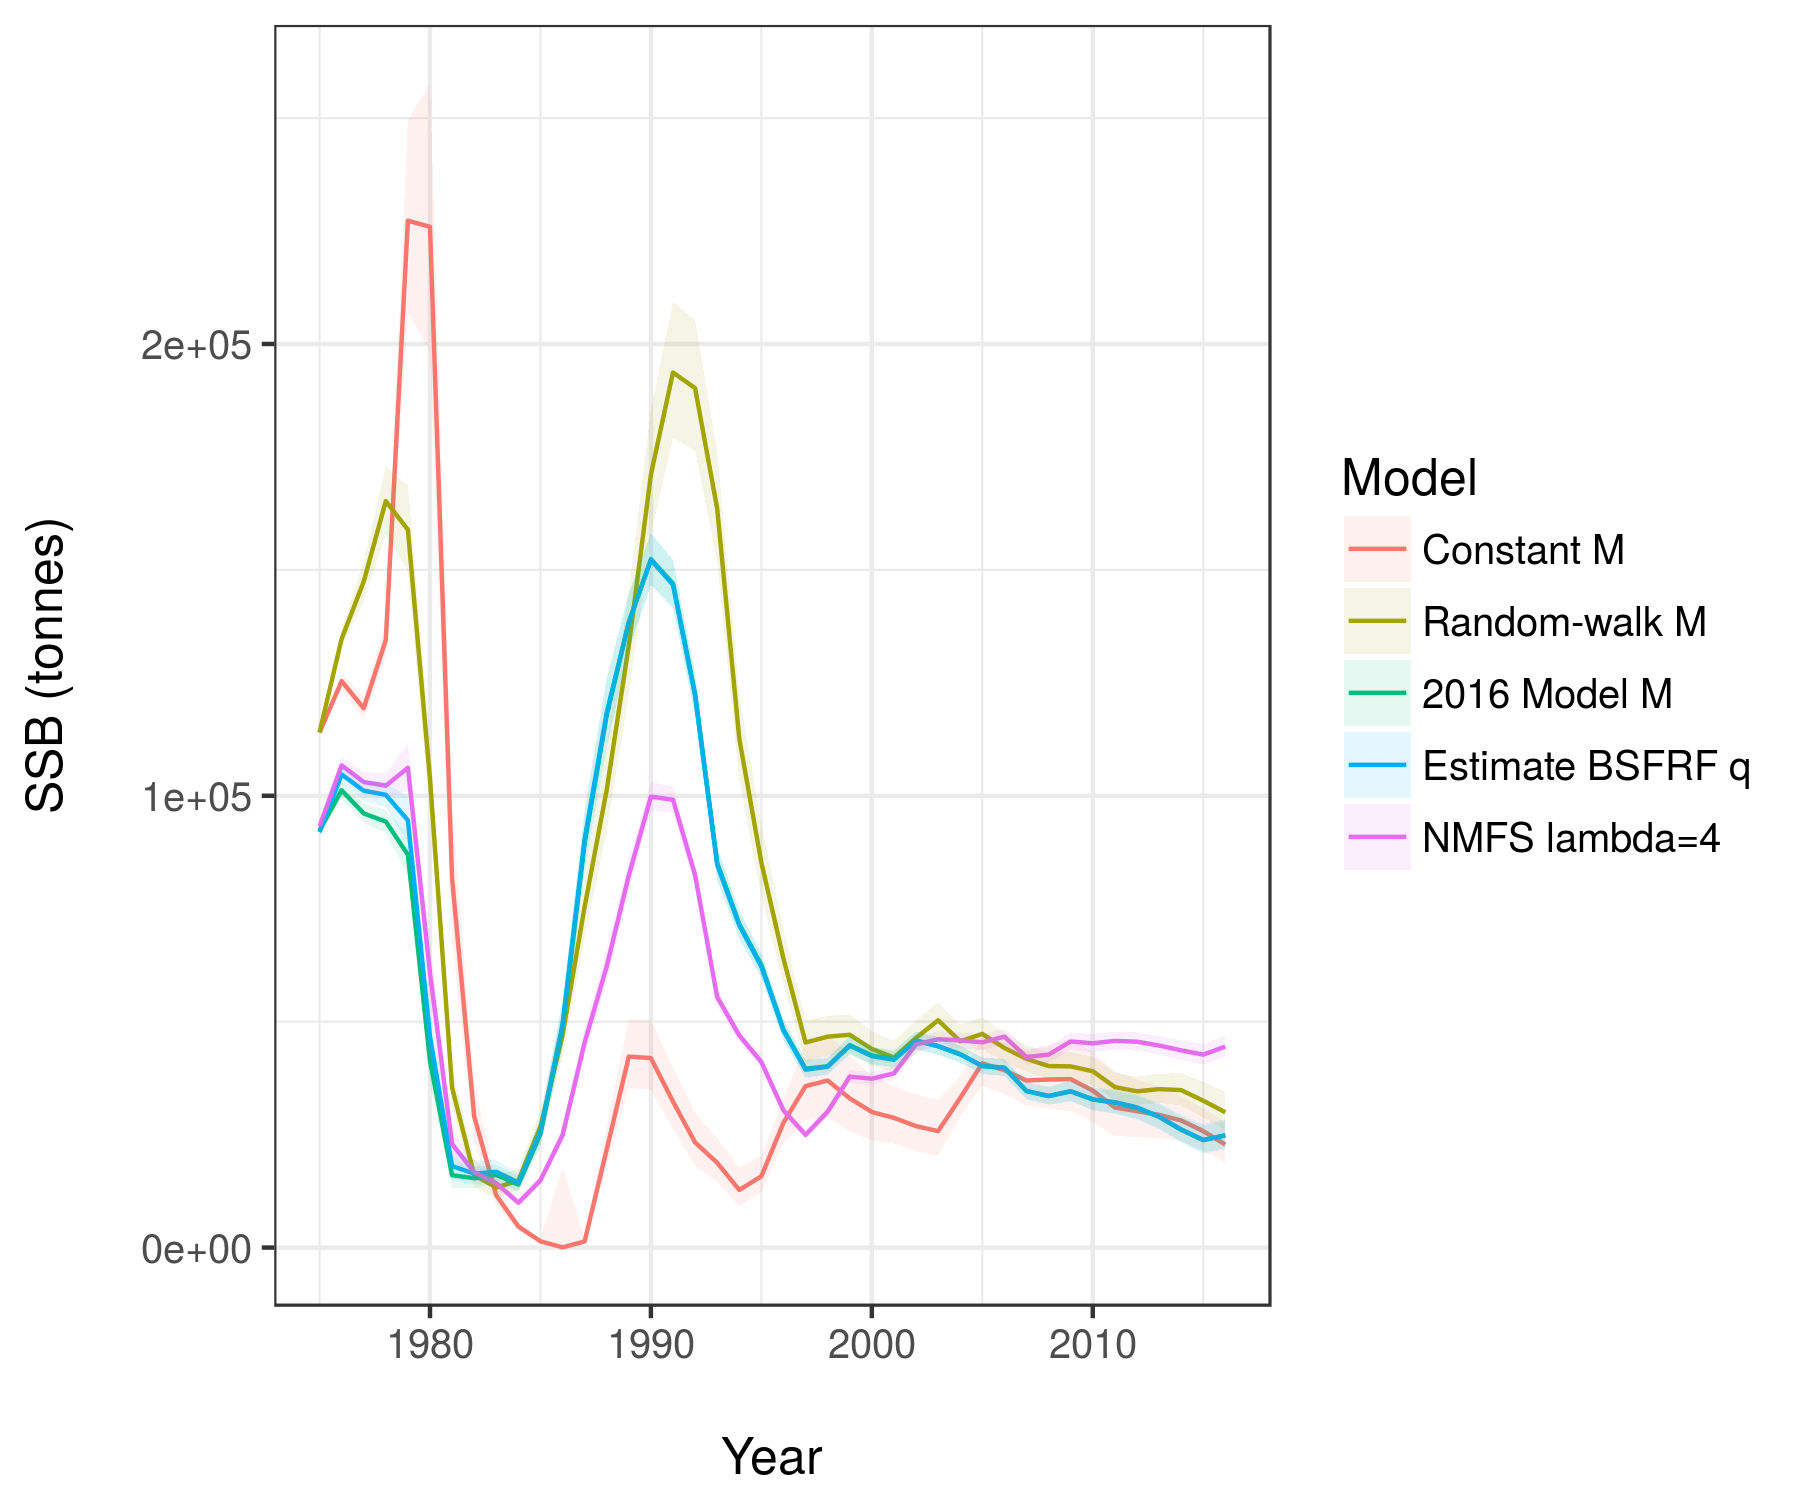 SSB (tonnes)
2e+05
1e+05
0e+00
1980 1990 2000 2010
Year
Model
Constant M
Random-walk M
2016 Model M
Estimate BSFRF q
NMFS lambda=4